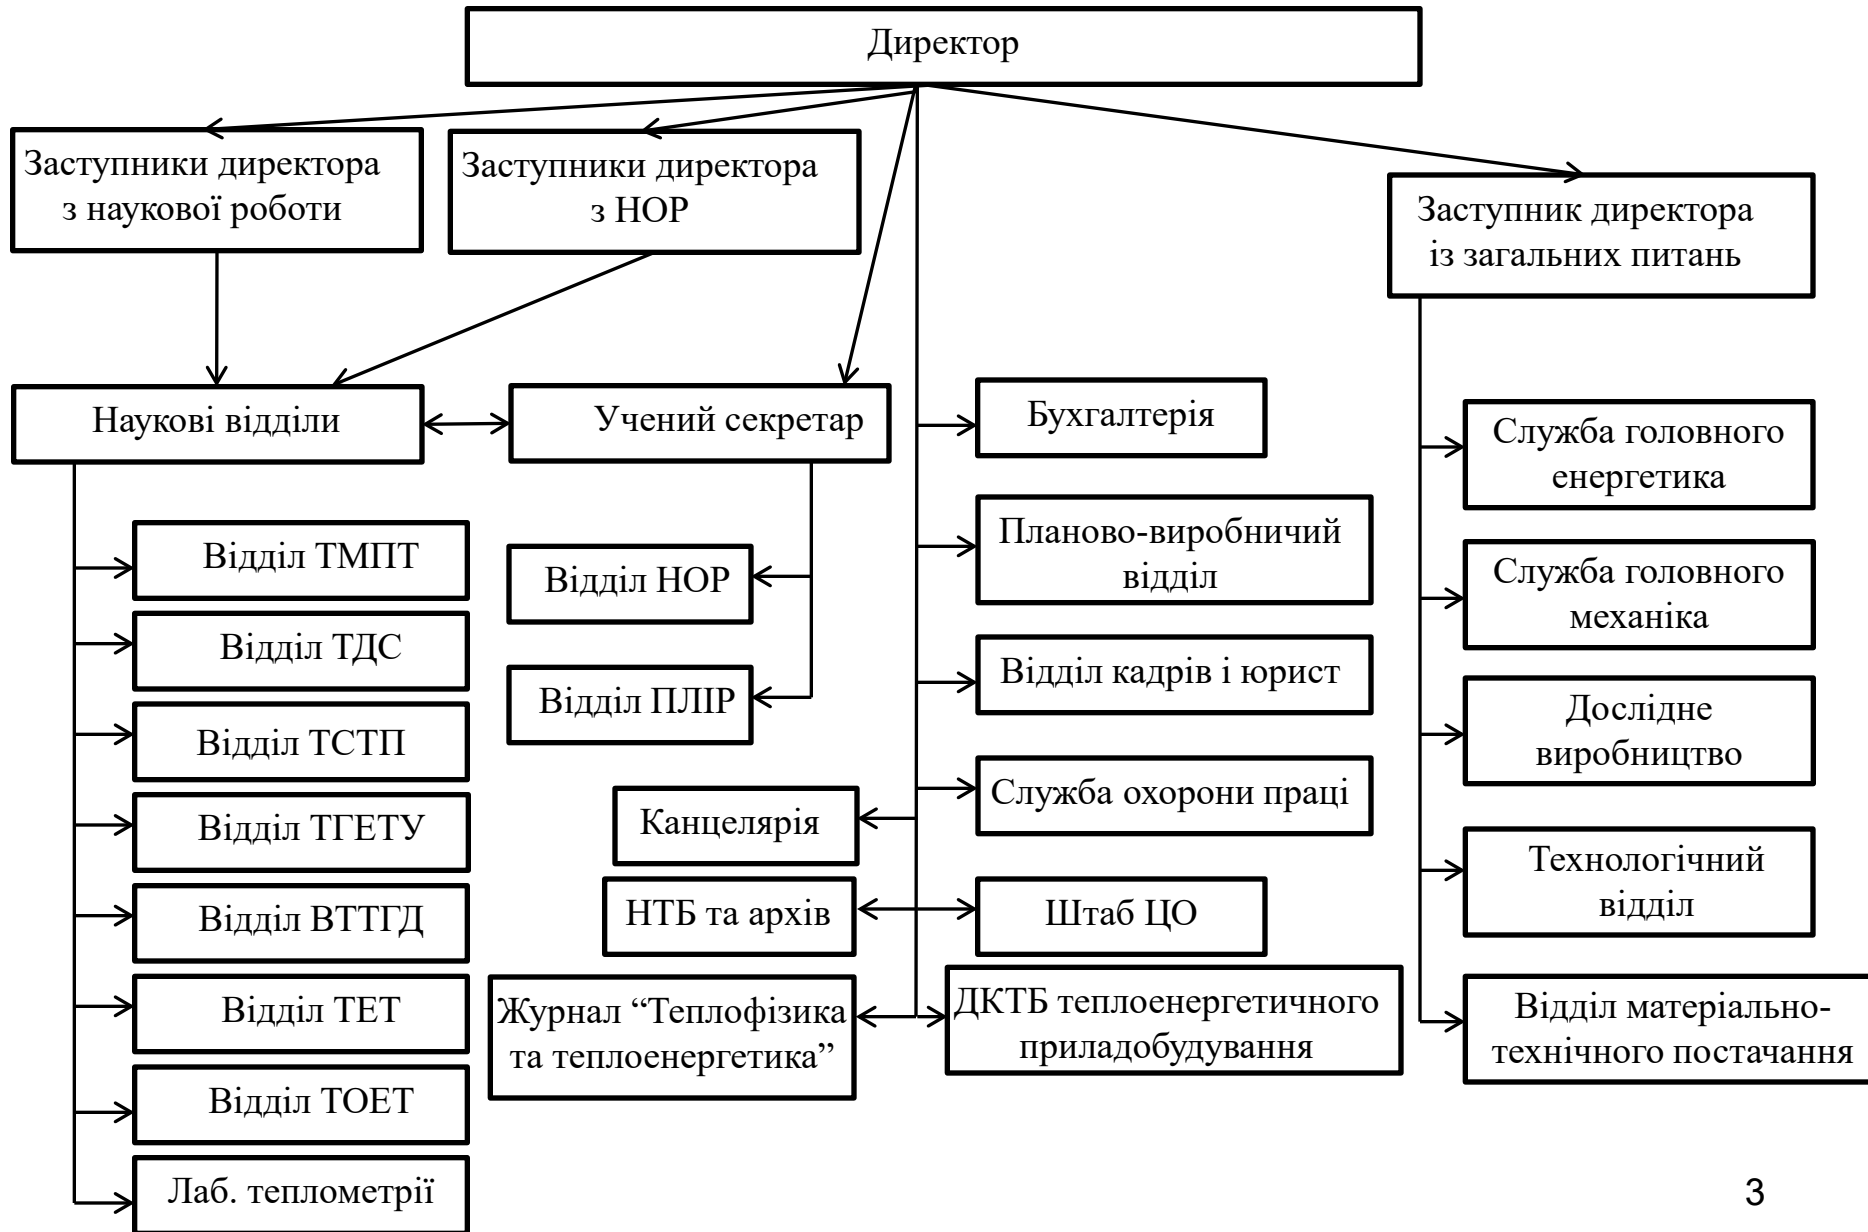 Директор
Заступники директора
з наукової роботи
Заступники директора
з НОР
Заступник директора
із загальних питань
Наукові відділи
Учений секретар
Бухгалтерія
Служба головного
енергетика
Відділ ТМПТ
Відділ ТДС
Відділ ТСТП
Відділ ТГЕТУ
Відділ ВТТГД
Відділ ТЕТ
Відділ ТОЕТ
Лаб. теплометрії
Відділ НОР
Відділ ПЛІР
Канцелярія
НТБ та архів
Журнал “Теплофізика
та теплоенергетика”
Планово-виробничий
відділ
Відділ кадрів і юрист
Служба охорони праці
Штаб ЦО
ДКТБ теплоенергетичного
приладобудування
Служба головного
механіка
Дослідне
виробництво
Технологічний
відділ
Відділ матеріально-
технічного постачання
3